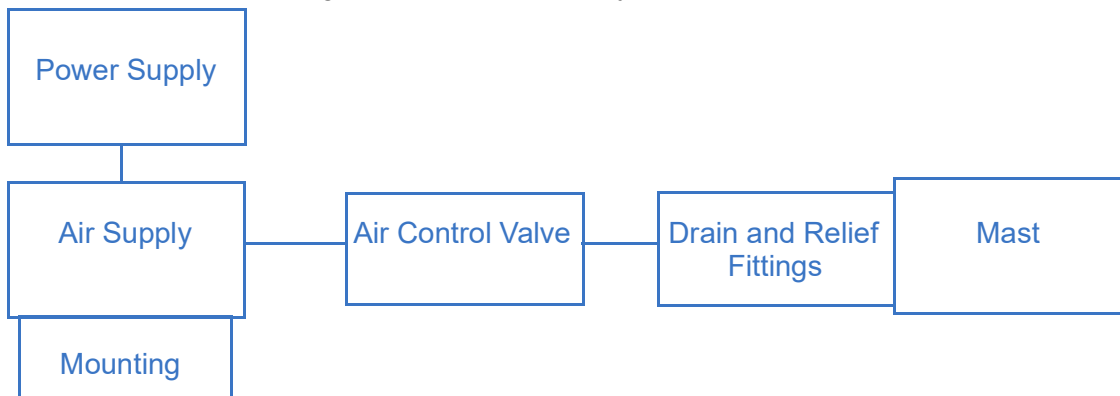 Power Supply
Air Supply
Air Control Valve
Drain and Relief
Fittings
Mast
Mounting